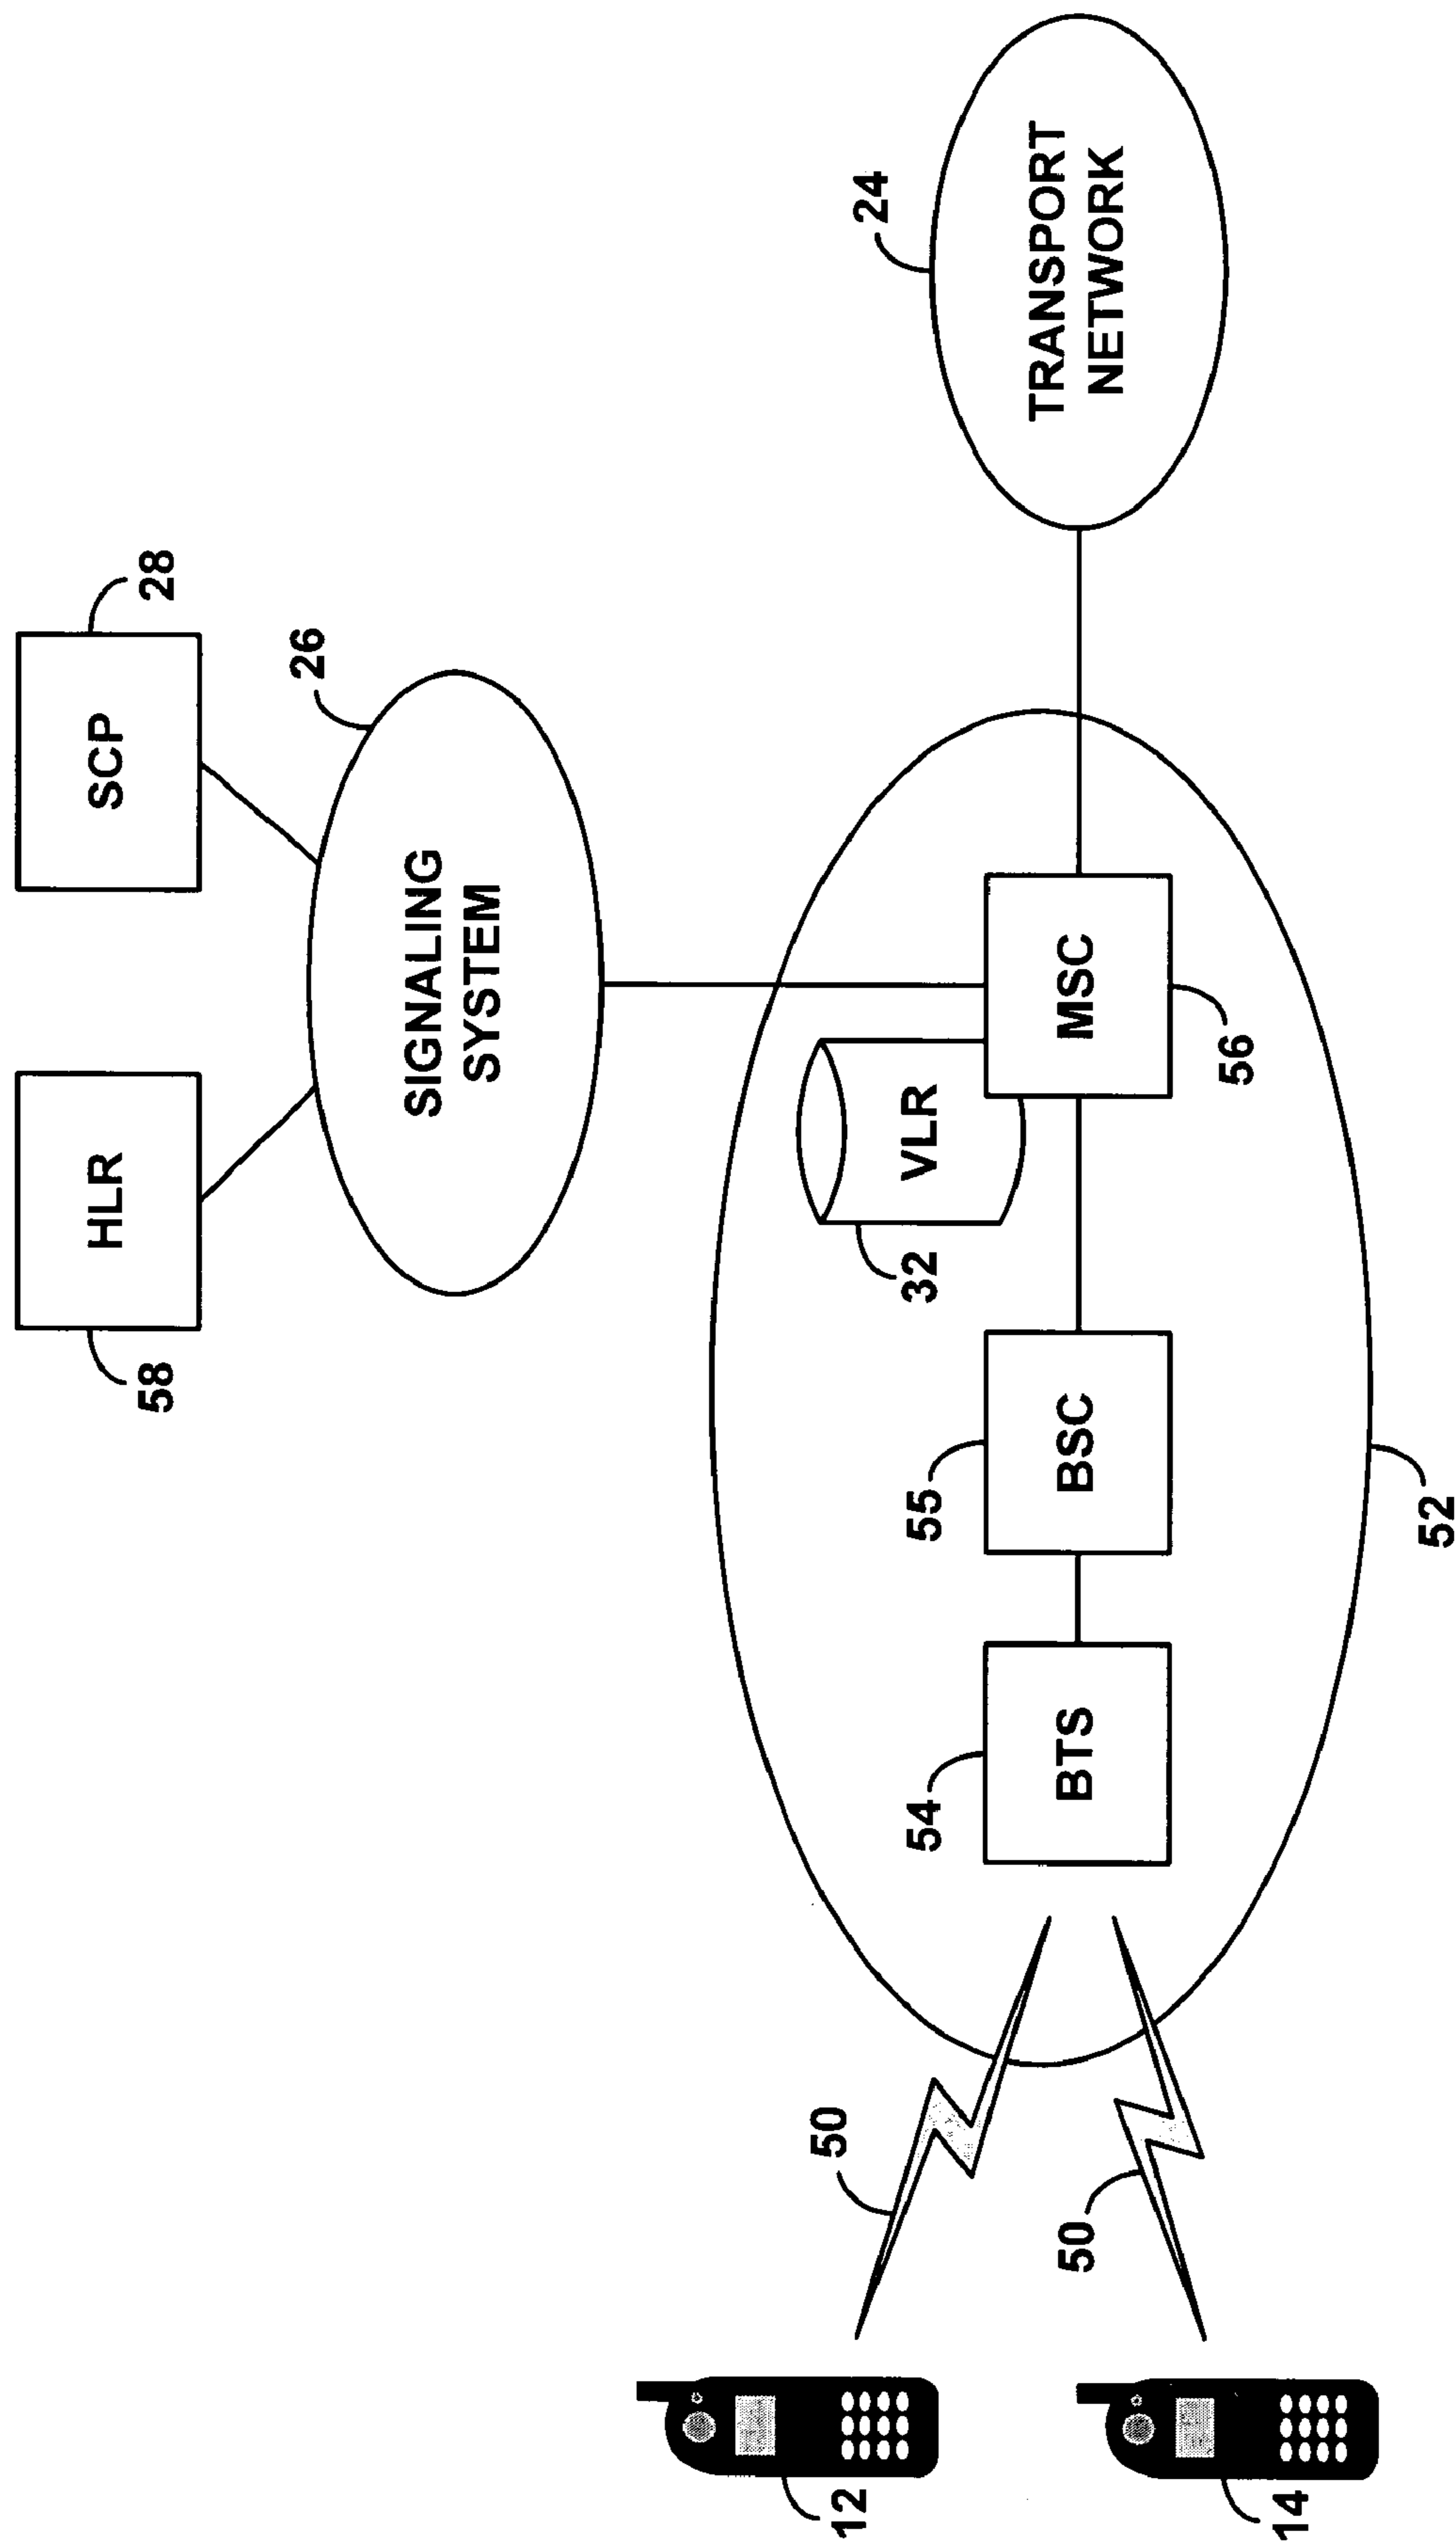 58
HLR
SCP
28
SIGNALING
SYSTEM
26
32
VLR
54
BTS
55
BSC
MSC
56
52
24
TRANSPORT
NETWORK
12
50
14
50